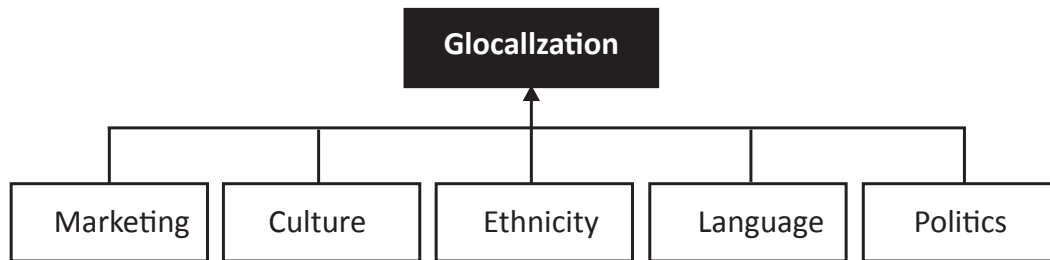 Glocallzation
Marketing
Culture
Ethnicity
Language
Politics